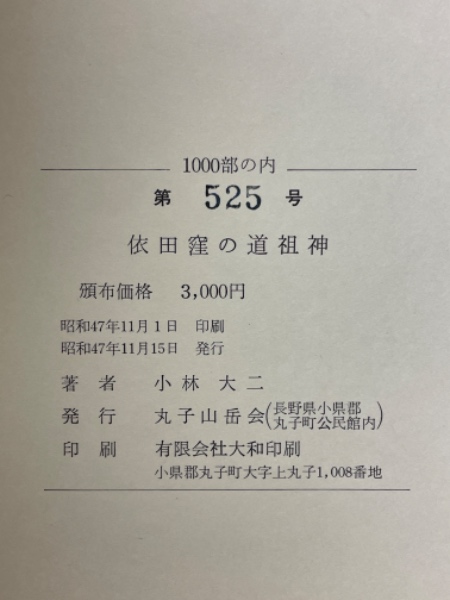 1000部の内
第 525 号
依田窪の道祖神
頒布価格 3,000円
昭和47年11月1日 印刷
昭和47年11月15日 発行
著者 小林大二
発行 丸子山岳会(長野県小県郡
丸子町公民館内)
印刷 有限会社大和印刷
小県郡丸子町大字上丸子1,008番地